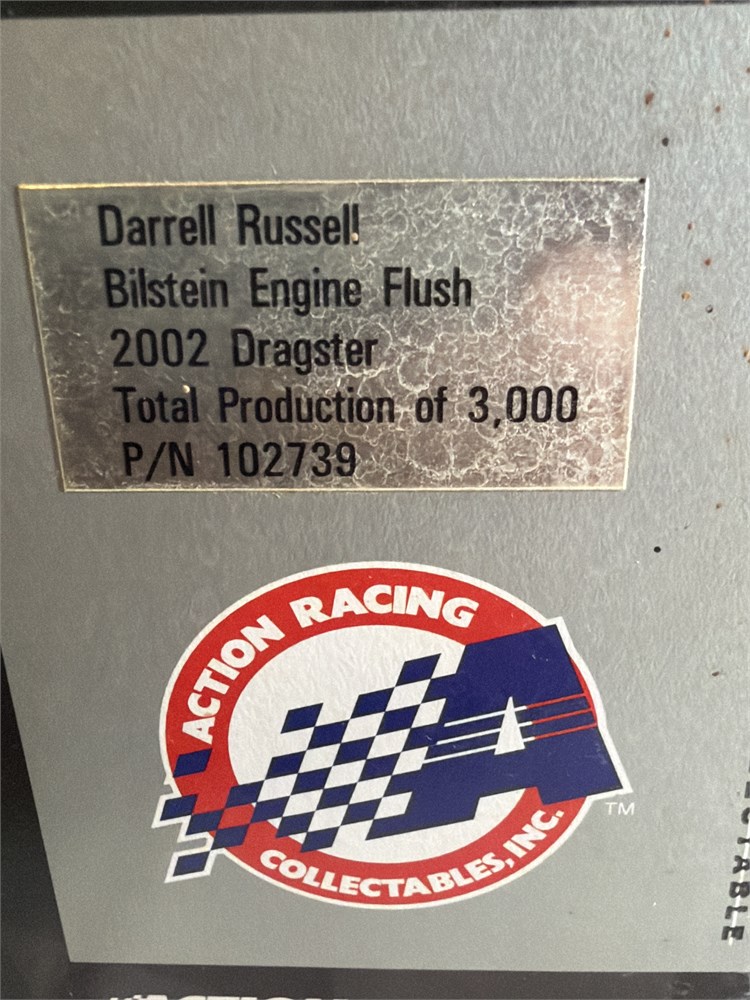 Darrell Russell
Bilstein Engine Flush
2002 Dragster
Total Production of 3,000
P/N 102739
ACTION RACING
COLLECTABLES, INC.
TM